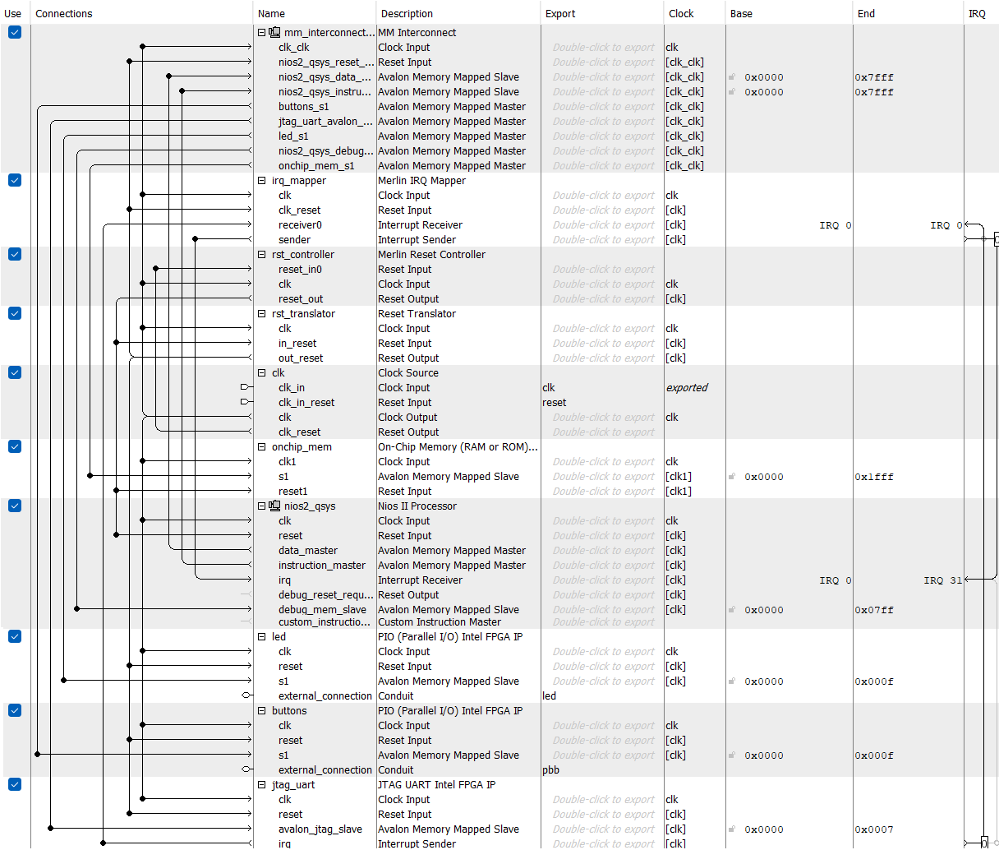 Use Connections Name Description Export Clock Base End IRQ
mm_interconnect... MM Interconnect
clk_clk Clock Input Double-click to export clk
nios2_qsys_reset_... Reset Input Double-click to export [clk_clk]
nios2_qsys_data_... Avalon Memory Mapped Slave Double-click to export [clk_clk] 0x0000 0x7fff
nios2_qsys_instru... Avalon Memory Mapped Slave Double-click to export [clk_clk] 0x0000 0x7fff
buttons_s1 Avalon Memory Mapped Master Double-click to export [clk_clk]
jtag_uart_avalon_... Avalon Memory Mapped Master Double-click to export [clk_clk]
led_s1 Avalon Memory Mapped Master Double-click to export [clk_clk]
nios2_qsys_debug... Avalon Memory Mapped Master Double-click to export [clk_clk]
onchip_mem_s1 Avalon Memory Mapped Master Double-click to export [clk_clk]
irq_mapper Merlin IRQ Mapper
clk Clock Input Double-click to export clk
clk_reset Reset Input Double-click to export [clk]
receiver0 Interrupt Receiver Double-click to export [clk] IRQ 0 IRQ 0
sender Interrupt Sender Double-click to export [clk]
rst_controller Merlin Reset Controller
reset_in0 Reset Input Double-click to export
clk Clock Input Double-click to export clk
reset_out Reset Output Double-click to export [clk]
rst_translator Reset Translator
clk Clock Input Double-click to export clk
in_reset Reset Input Double-click to export [clk]
out_reset Reset Output Double-click to export [clk]
clk Clock Source
clk_in Clock Input clk exported
clk_in_reset Reset Input reset
clk Clock Output Double-click to export clk
clk_reset Reset Output Double-click to export
onchip_mem On-Chip Memory (RAM or ROM)...
clk1 Clock Input Double-click to export clk
s1 Avalon Memory Mapped Slave Double-click to export [clk1] 0x0000 0x1fff
reset1 Reset Input Double-click to export [clk1]
nios2_qsys Nios II Processor
clk Clock Input Double-click to export clk
reset Reset Input Double-click to export [clk]
data_master Avalon Memory Mapped Master Double-click to export [clk]
instruction_master Avalon Memory Mapped Master Double-click to export [clk]
irq Interrupt Receiver Double-click to export [clk] IRQ 0 IRQ 31
debug_reset_requ... Reset Output Double-click to export [clk]
debug_mem_slave Avalon Memory Mapped Slave Double-click to export [clk] 0x0000 0x07ff
custom_instructio... Custom Instruction Master Double-click to export
led PIO (Parallel I/O) Intel FPGA IP
clk Clock Input Double-click to export clk
reset Reset Input Double-click to export [clk]
s1 Avalon Memory Mapped Slave Double-click to export [clk] 0x0000 0x000f
external_connection Conduit led
buttons PIO (Parallel I/O) Intel FPGA IP
clk Clock Input Double-click to export clk
reset Reset Input Double-click to export [clk]
s1 Avalon Memory Mapped Slave Double-click to export [clk] 0x0000 0x000f
external_connection Conduit pbb
jtag_uart JTAG UART Intel FPGA IP
clk Clock Input Double-click to export clk
reset Reset Input Double-click to export [clk]
avalon_jtag_slave Avalon Memory Mapped Slave Double-click to export [clk] 0x0000 0x0007
irq Interrupt Sender Double-click to export [clk] 0